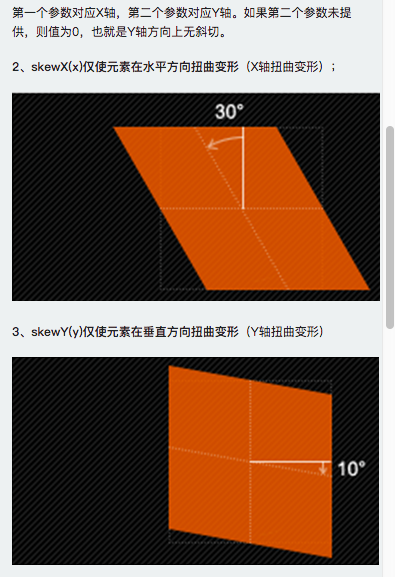 第一个参数对应X轴，第二个参数对应Y轴。如果第二个参数未提
供，则值为0，也就是Y轴方向上无斜切。
2、skewX(x)仅使元素在水平方向扭曲变形（X轴扭曲变形）；
30°
3、skewY(y)仅使元素在垂直方向扭曲变形（Y轴扭曲变形）
10°